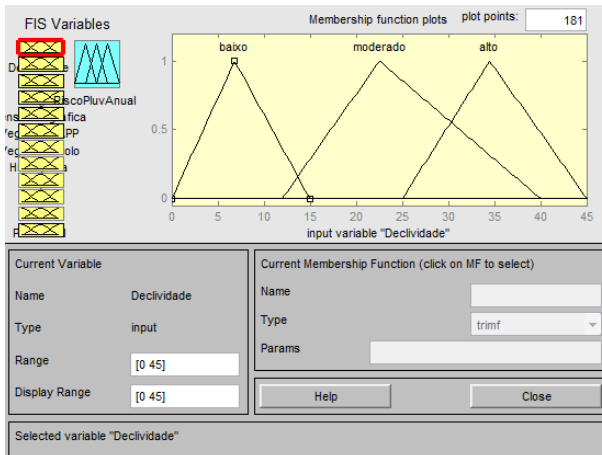 FIS Variables
Membership function plots
plot points:
181
RiscoPluvAnual
baixo
moderado
alto
1
0.5
0
0 5 10 15 20 25 30 35 40 45
input variable "Declividade"
Current Variable
Name Declividade
Type input
Range [0 45]
Display Range [0 45]
Current Membership Function (click on MF to select)
Name
Type trimf
Params
Help
Close
Selected variable "Declividade"